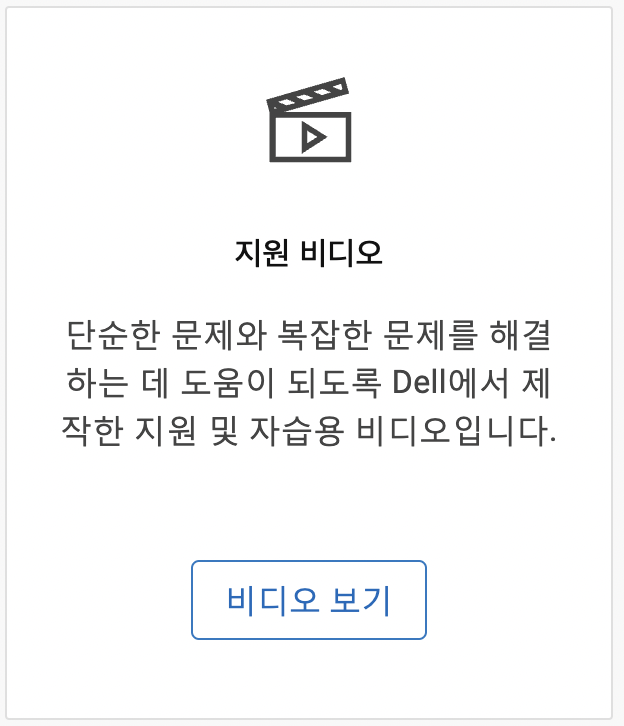 지원 비디오
단순한 문제와 복잡한 문제를 해결
하는 데 도움이 되도록 Dell에서 제
작한 지원 및 자습용 비디오입니다.
비디오 보기